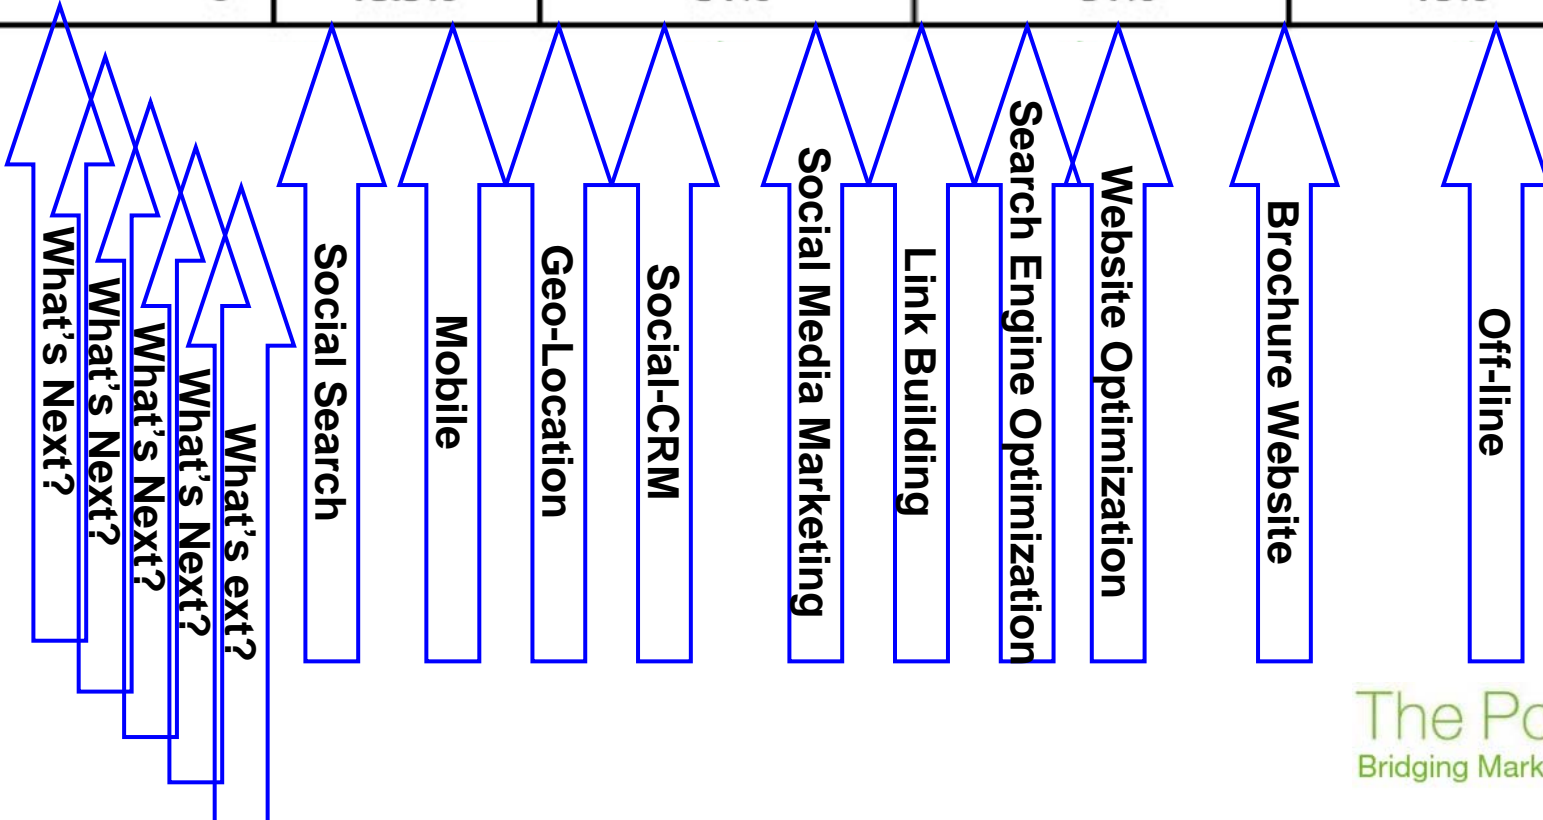 What's Next?
What's Next?
What's Next?
What's Next?
What's ext?
Social Search
Mobile
Geo-Location
Social-CRM
Social Media Marketing
Link Building
Search Engine Optimization
Website Optimization
Brochure Website
Off-line
The Po
Bridging Mark